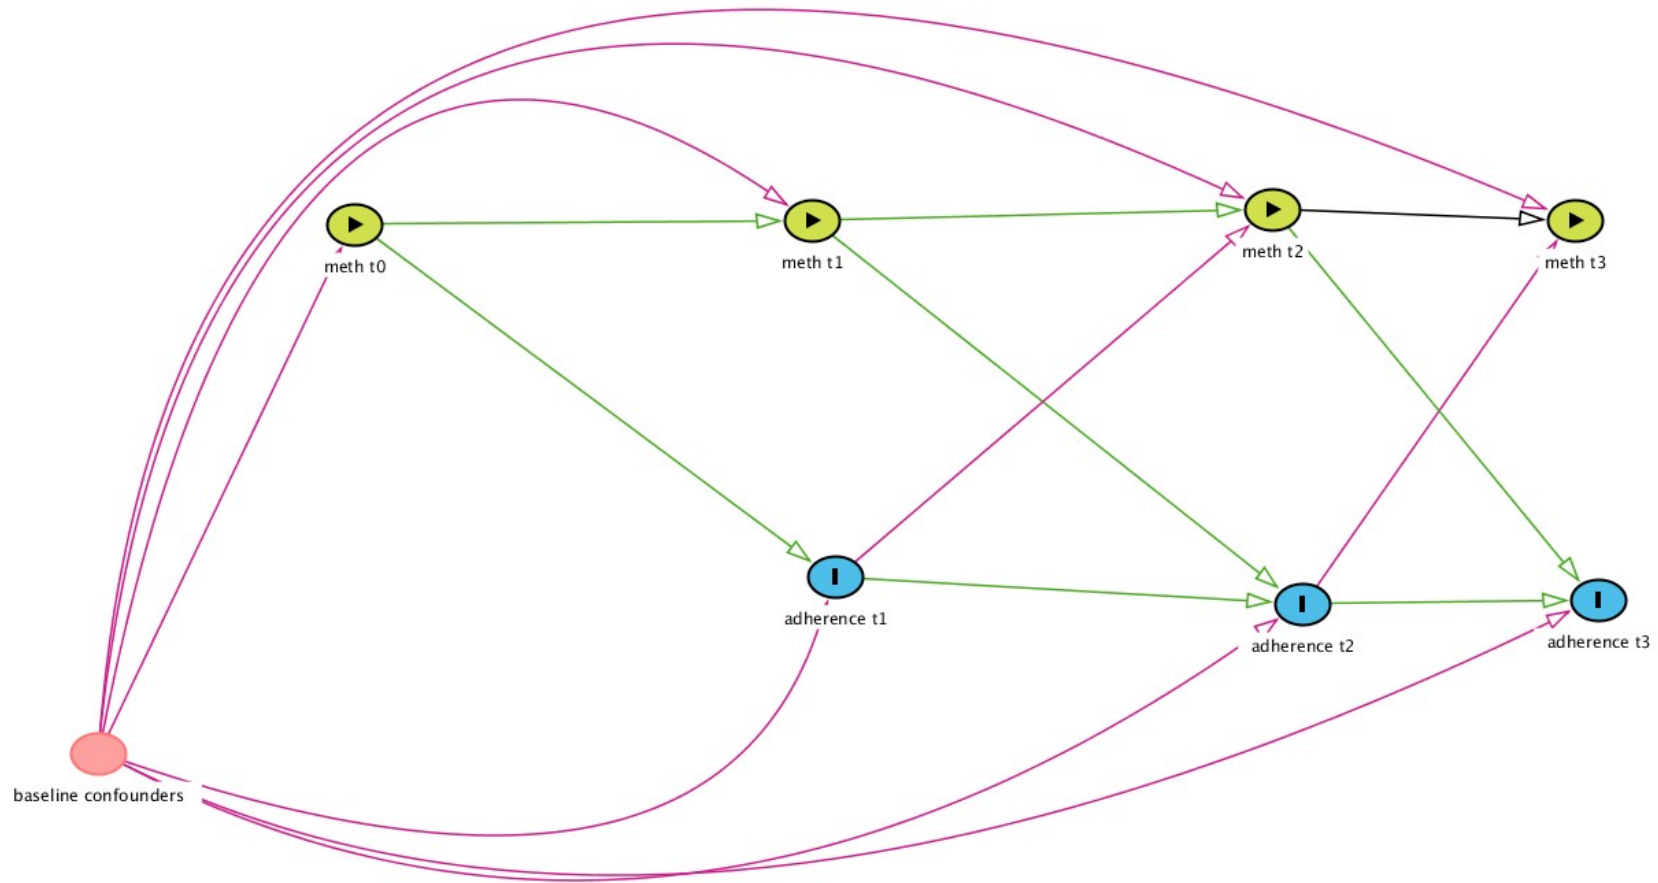 meth t0
meth t1
meth t2
meth t3
adherence t1
adherence t2
adherence t3
baseline confounders